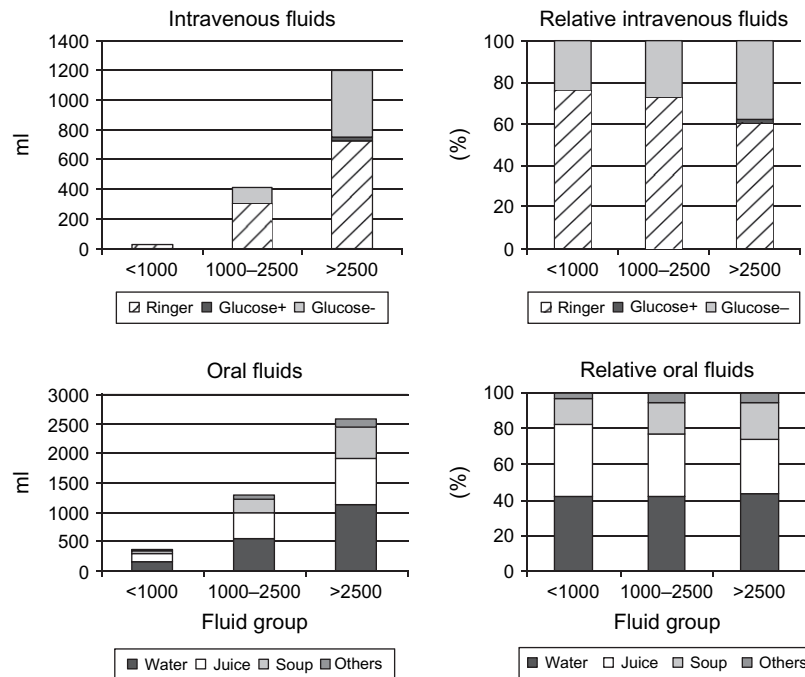 Intravenous fluids
1400
1200
1000
800
600
400
200
0
ml
<1000 1000–2500 >2500
Ringer Glucose+ Glucose-
Relative intravenous fluids
100
80
60
40
20
0
(%)
<1000 1000–2500 >2500
Ringer Glucose+ Glucose–
Oral fluids
3000
2500
2500
1500
1000
500
0
ml
<1000 1000–2500 >2500
Fluid group
Water Juice Soup Others
Relative oral fluids
100
80
60
40
20
0
(%)
<1000 1000–2500 >2500
Fluid group
Water Juice Soup Others